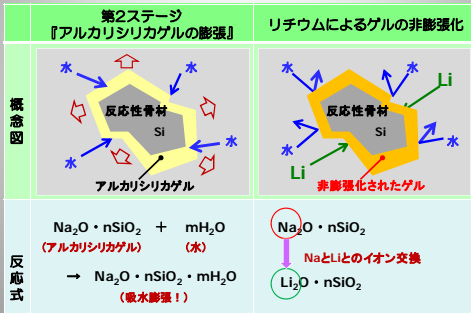 第2ステージ
『アルカリシリカゲルの膨張』
リチウムによるゲルの非膨張化
概念図
水
水
反応性骨材
Si
水
水
アルカリシリカゲル
水
Li
反応性骨材
Si
水
水
Li
非膨張化されたゲル
反応式
Na₂O・nSiO₂ ＋ mH₂O
(アルカリシリカゲル) (水)
→ Na₂O・nSiO₂・mH₂O
(吸水膨張！)
Na₂O・nSiO₂
NaとLiとのイオン交換
Li₂O・nSiO₂